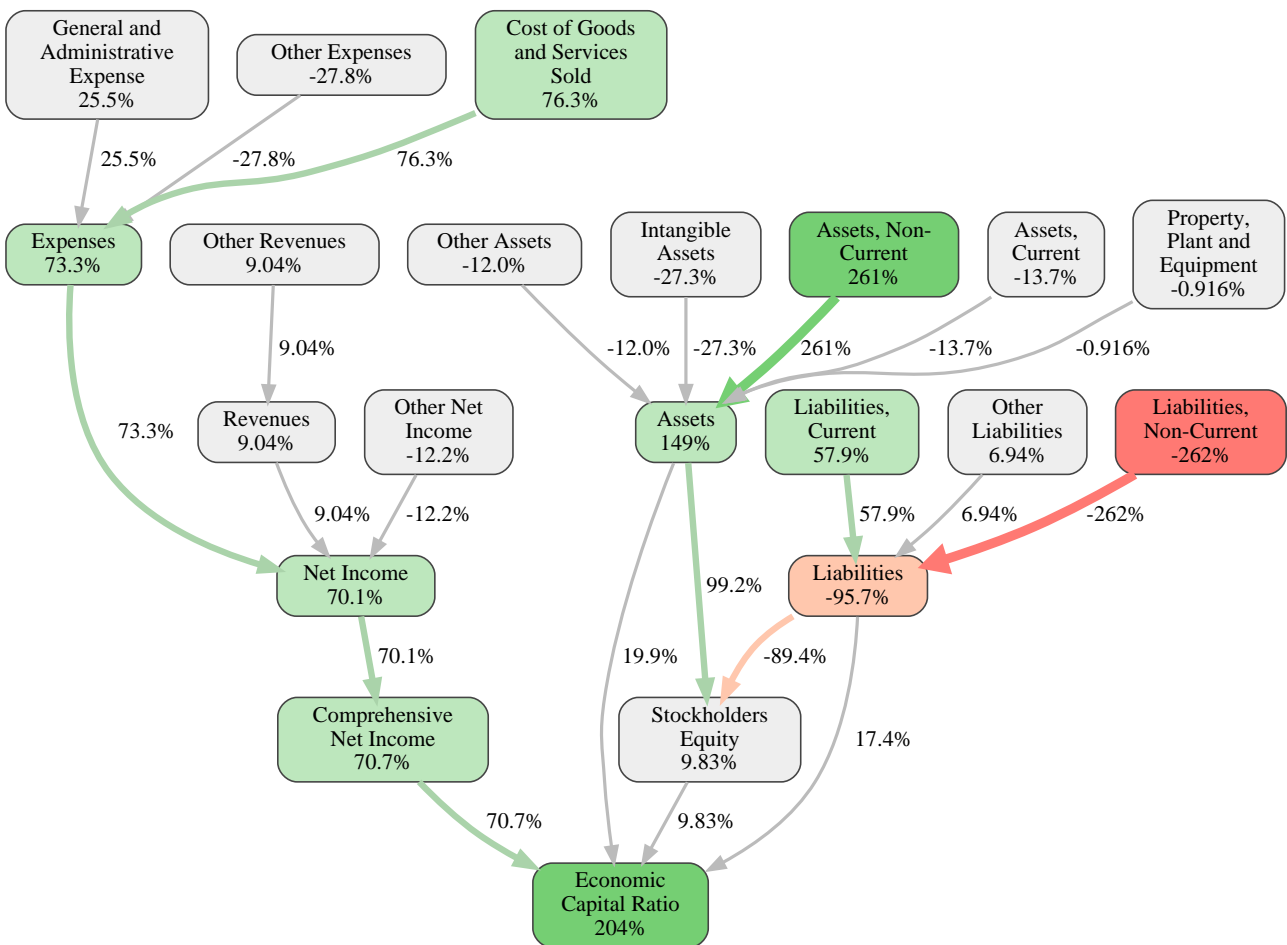 General and
Administrative
Expense
25.5%
Other Expenses
-27.8%
Cost of Goods
and Services
Sold
76.3%
25.5%
-27.8%
76.3%
Expenses
73.3%
Other Revenues
9.04%
Other Assets
-12.0%
Intangible
Assets
-27.3%
Assets, Non-
Current
261%
Assets,
Current
-13.7%
Property,
Plant and
Equipment
-0.916%
9.04%
-12.0%
-27.3%
261%
-13.7%
-0.916%
73.3%
Revenues
9.04%
Other Net
Income
-12.2%
Assets
149%
Liabilities,
Current
57.9%
Other
Liabilities
6.94%
Liabilities,
Non-Current
-262%
9.04%
-12.2%
57.9%
6.94%
-262%
Net Income
70.1%
99.2%
Liabilities
-95.7%
70.1%
19.9%
-89.4%
Comprehensive
Net Income
70.7%
Stockholders
Equity
9.83%
17.4%
70.7%
9.83%
Economic
Capital Ratio
204%